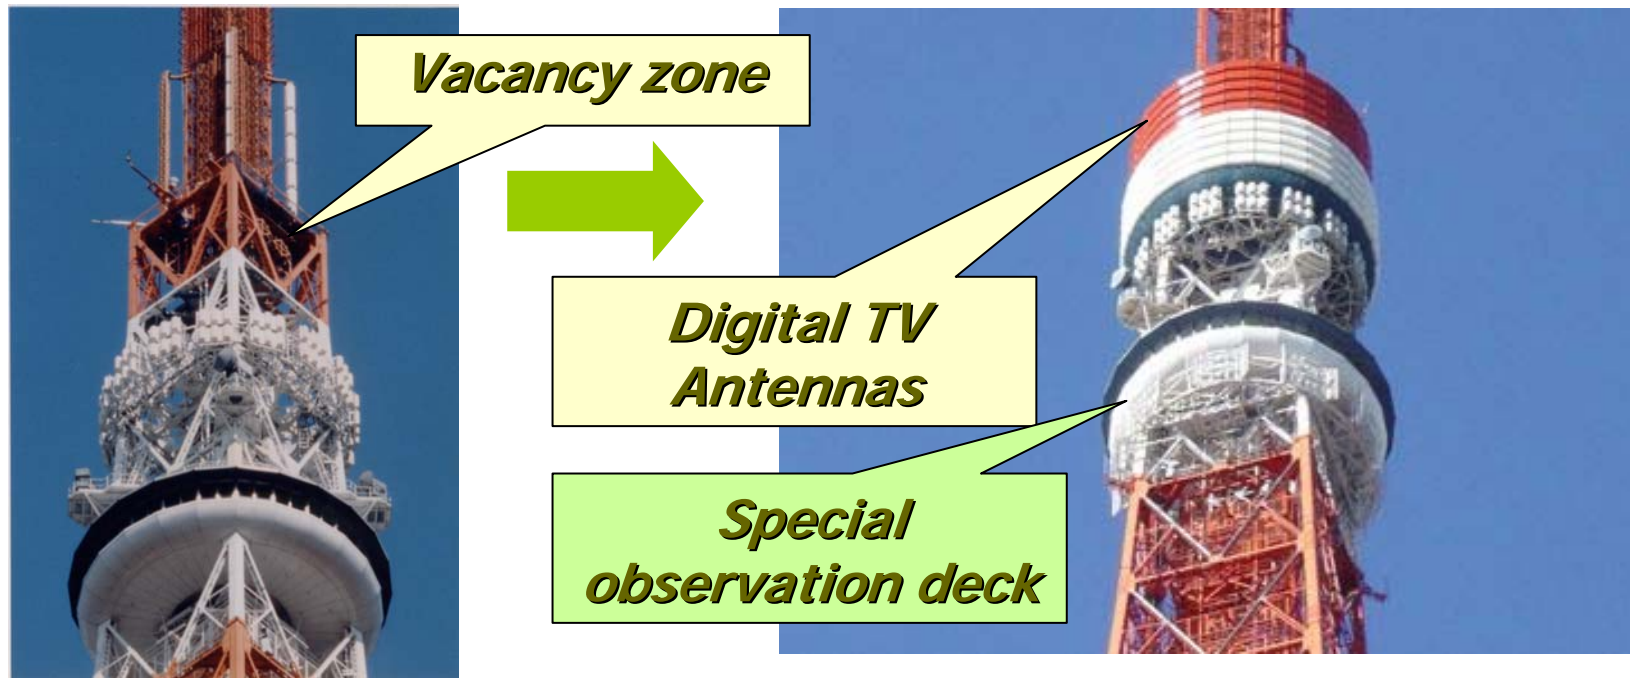 Vacancy zone
Digital TV
Antennas
Special
observation deck